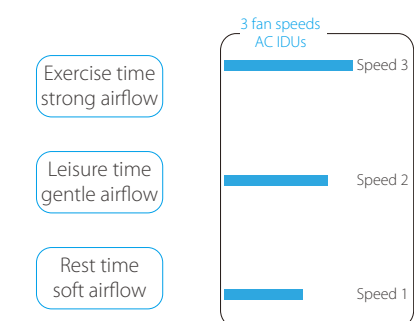 3 fan speeds
AC IDUs
Exercise time
strong airflow
Speed 3
Leisure time
gentle airflow
Speed 2
Rest time
soft airflow
Speed 1